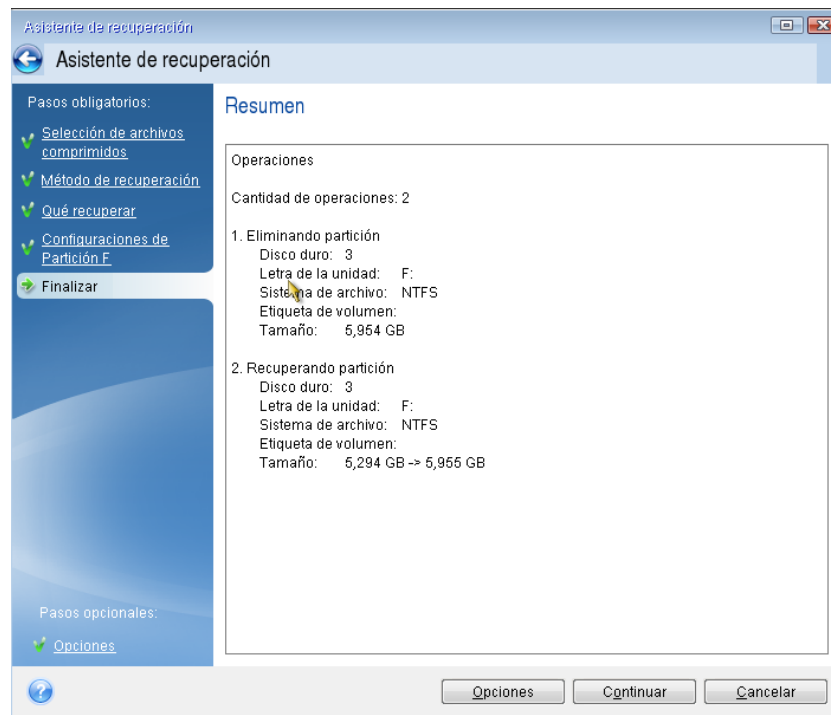 Asistente de recuperación
Asistente de recuperación
Pasos obligatorios:
Selección de archivos
comprimidos
Método de recuperación
Qué recuperar
Configuraciones de
Partición F
Finalizar
Pasos opcionales:
Opciones
Resumen
Operaciones
Cantidad de operaciones: 2
1. Eliminando partición
Disco duro: 3
Letra de la unidad: F:
Sistema de archivo: NTFS
Etiqueta de volumen:
Tamaño: 5,954 GB
2. Recuperando partición
Disco duro: 3
Letra de la unidad: F:
Sistema de archivo: NTFS
Etiqueta de volumen:
Tamaño: 5,294 GB -> 5,955 GB
Opciones
Continuar
Cancelar